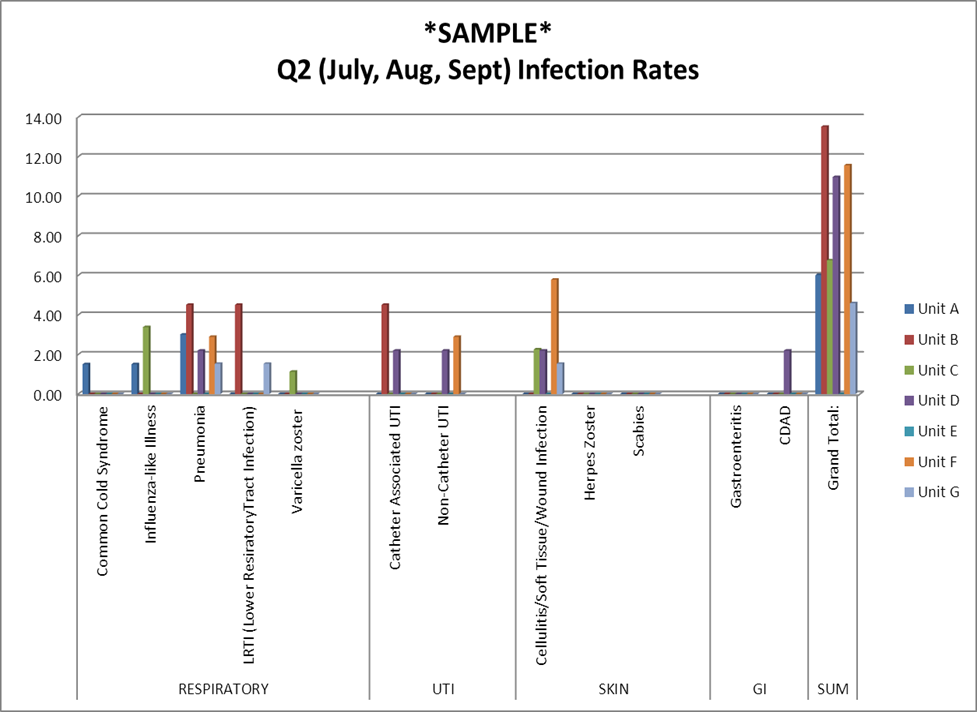 *SAMPLE*
Q2 (July, Aug, Sept) Infection Rates
14.00
12.00
10.00
8.00
6.00
4.00
2.00
0.00
Common Cold Syndrome
Influenza-like Illness
Pneumonia
LRTI (Lower ResiratoryTract Infection)
Varicella zoster
Catheter Associated UTI
Non-Catheter UTI
Cellulitis/Soft Tissue/Wound Infection
Herpes Zoster
Scabies
Gastroenteritis
CDAD
Grand Total:
RESPIRATORY
UTI
SKIN
GI
SUM
Unit A
Unit B
Unit C
Unit D
Unit E
Unit F
Unit G